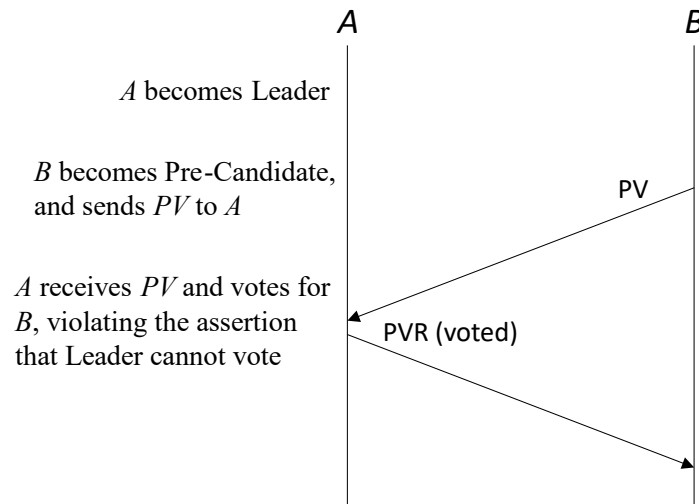 A
B
A becomes Leader
B becomes Pre-Candidate,
and sends PV to A
PV
A receives PV and votes for
B, violating the assertion
that Leader cannot vote
PVR (voted)